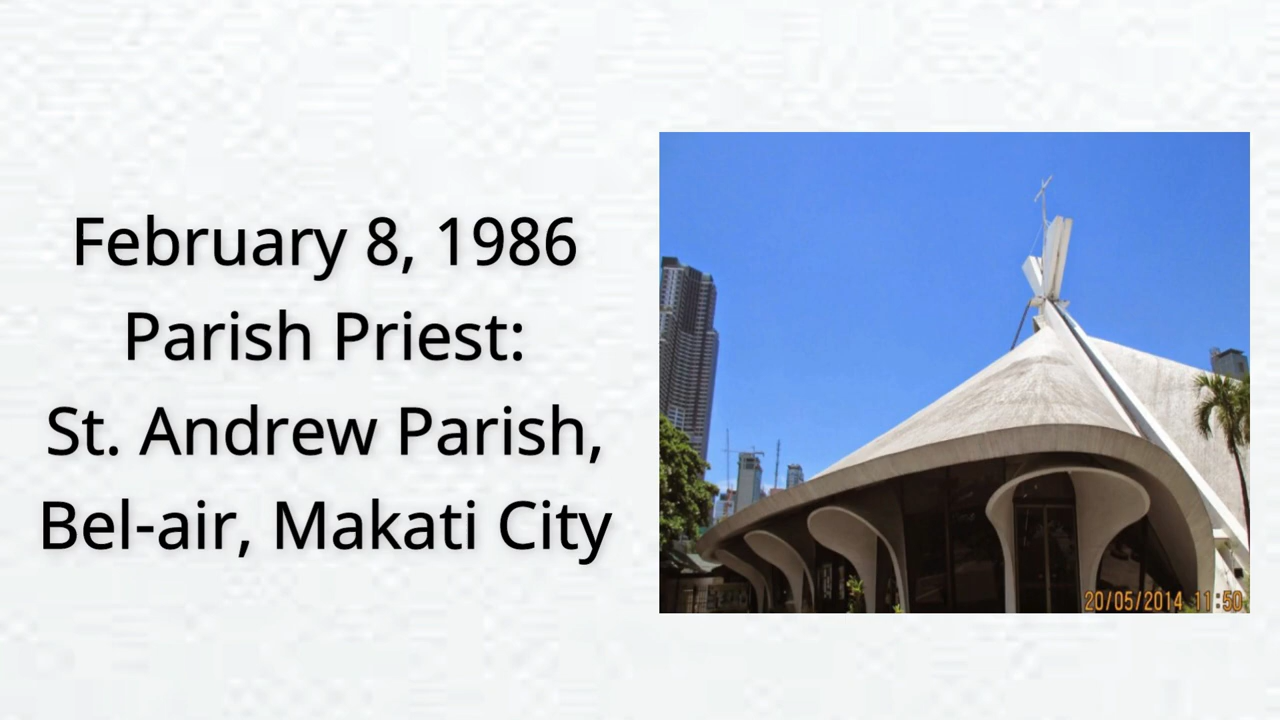 February 8, 1986
Parish Priest:
St. Andrew Parish,
Bel-air, Makati City
20/05/2014 11:50